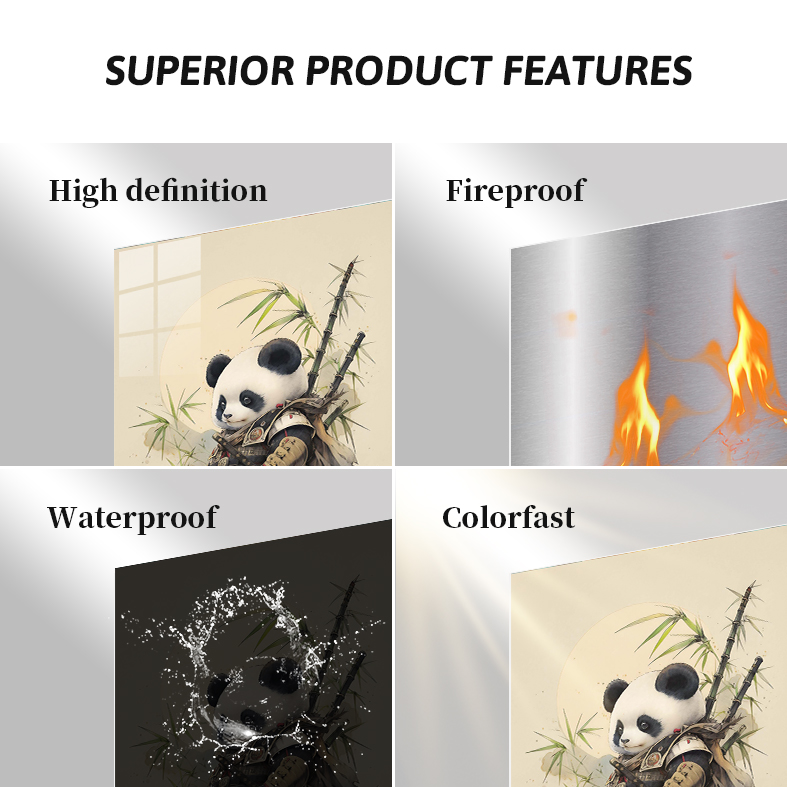 SUPERIOR PRODUCT FEATURES
High definition
Fireproof
Waterproof
Colorfast